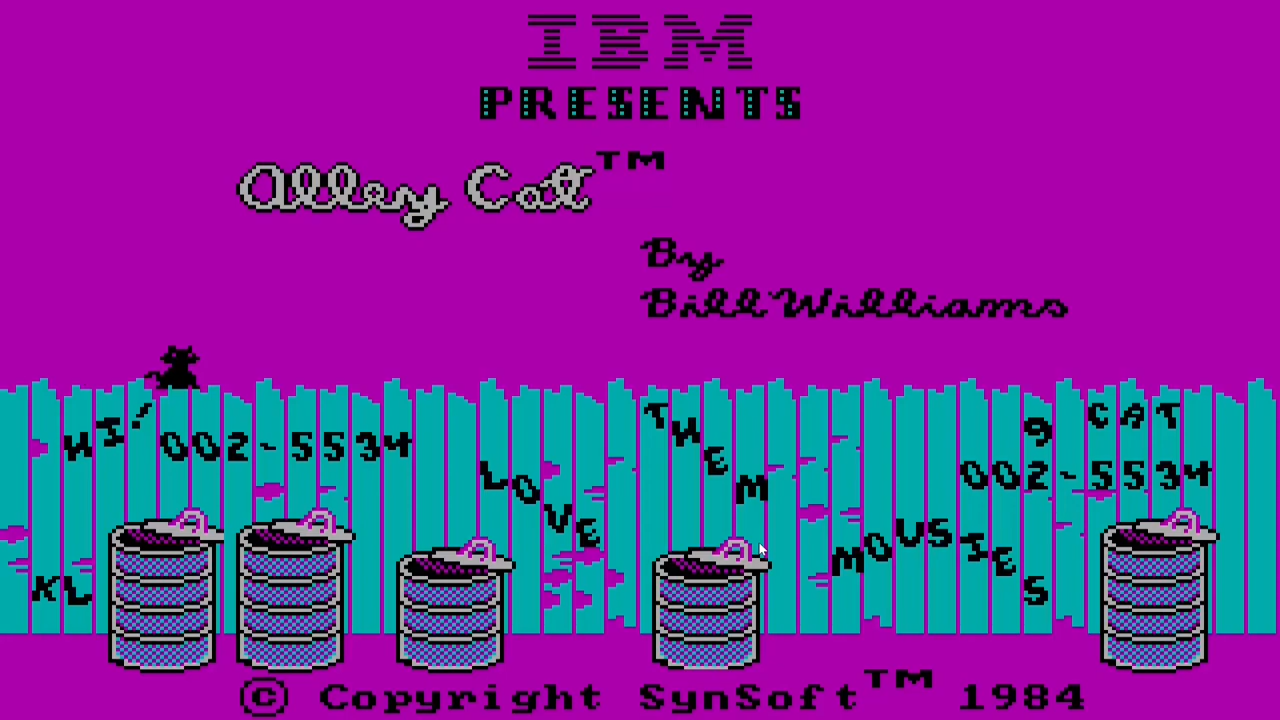 IBM
PRESENTS
Alley Cat™
By
Bill Williams
HI! 002-5534
LOVE
THEM
MOUSIES
9 CAT
002-5534
KL
© Copyright SynSoft™ 1984